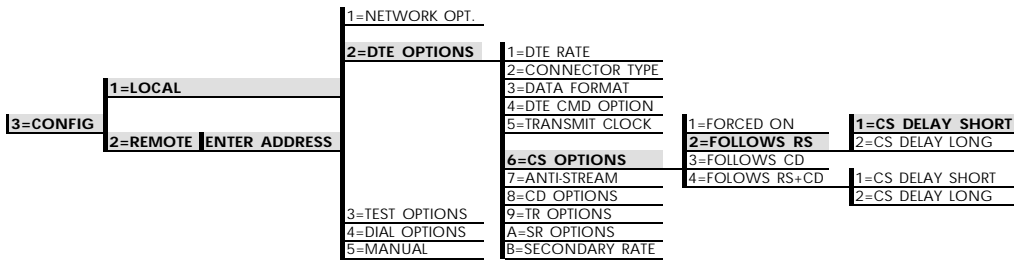 1=NETWORK OPT.
2=DTE OPTIONS 1=DTE RATE
2=CONNECTOR TYPE
1=LOCAL 3=DATA FORMAT
4=DTE CMD OPTION
3=CONFIG 5=TRANSMIT CLOCK 1=FORCED ON 1=CS DELAY SHORT
2=REMOTE ENTER ADDRESS 2=FOLLOWS RS 2=CS DELAY LONG
6=CS OPTIONS 3=FOLLOWS CD
7=ANTI-STREAM 4=FOLOWS RS+CD 1=CS DELAY SHORT
8=CD OPTIONS 2=CS DELAY LONG
3=TEST OPTIONS 9=TR OPTIONS
4=DIAL OPTIONS A=SR OPTIONS
5=MANUAL B=SECONDARY RATE